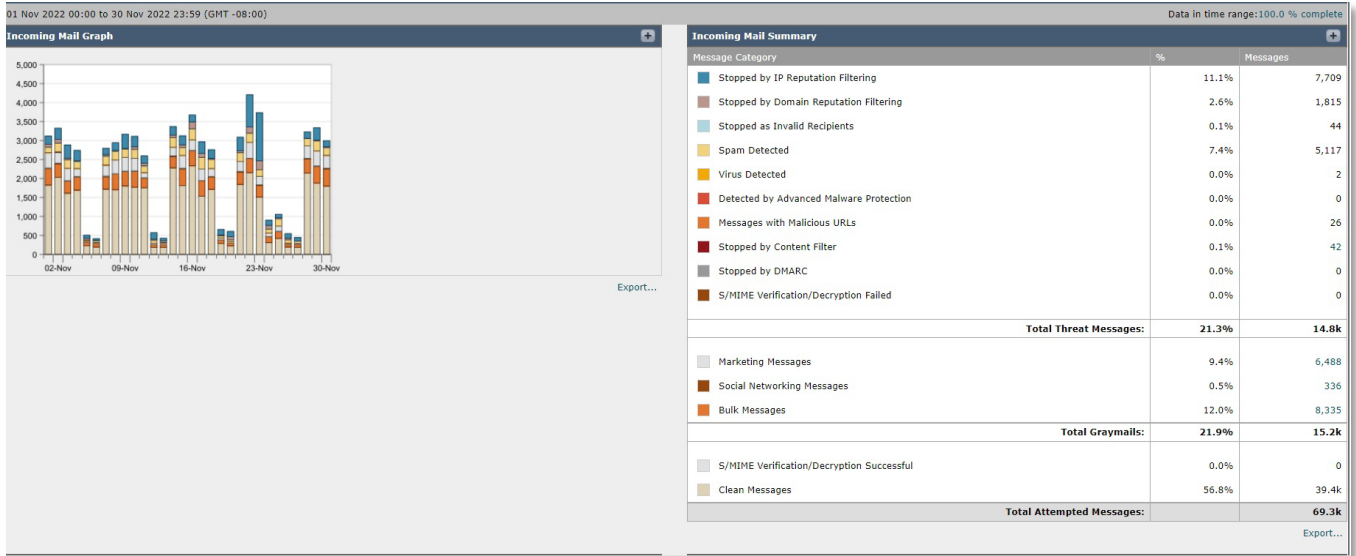 01 Nov 2022 00:00 to 30 Nov 2022 23:59 (GMT -08:00)
Data in time range:100.0 % complete
Incoming Mail Graph
5,000
4,500
4,000
3,500
3,000
2,500
2,000
1,500
1,000
500
0
02-Nov 09-Nov 16-Nov 23-Nov 30-Nov
Export...
Incoming Mail Summary
Message Category % Messages
Stopped by IP Reputation Filtering 11.1% 7,709
Stopped by Domain Reputation Filtering 2.6% 1,815
Stopped as Invalid Recipients 0.1% 44
Spam Detected 7.4% 5,117
Virus Detected 0.0% 2
Detected by Advanced Malware Protection 0.0% 0
Messages with Malicious URLs 0.0% 26
Stopped by Content Filter 0.1% 42
Stopped by DMARC 0.0% 0
S/MIME Verification/Decryption Failed 0.0% 0
Total Threat Messages: 21.3% 14.8k
Marketing Messages 9.4% 6,488
Social Networking Messages 0.5% 336
Bulk Messages 12.0% 8,335
Total Graymails: 21.9% 15.2k
S/MIME Verification/Decryption Successful 0.0% 0
Clean Messages 56.8% 39.4k
Total Attempted Messages: 69.3k
Export...